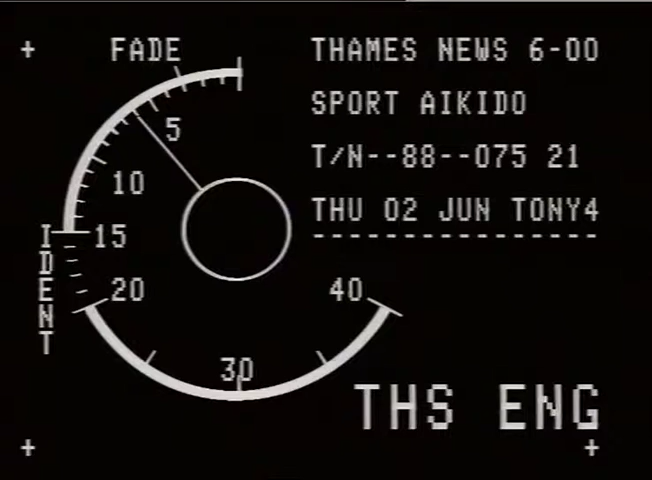 FADE
THAMES NEWS 6-00
SPORT AIKIDO
T/N--88--075 21
THU 02 JUN TONY4
----------------
5
10
15
20
30
40
IDENT
THS ENG